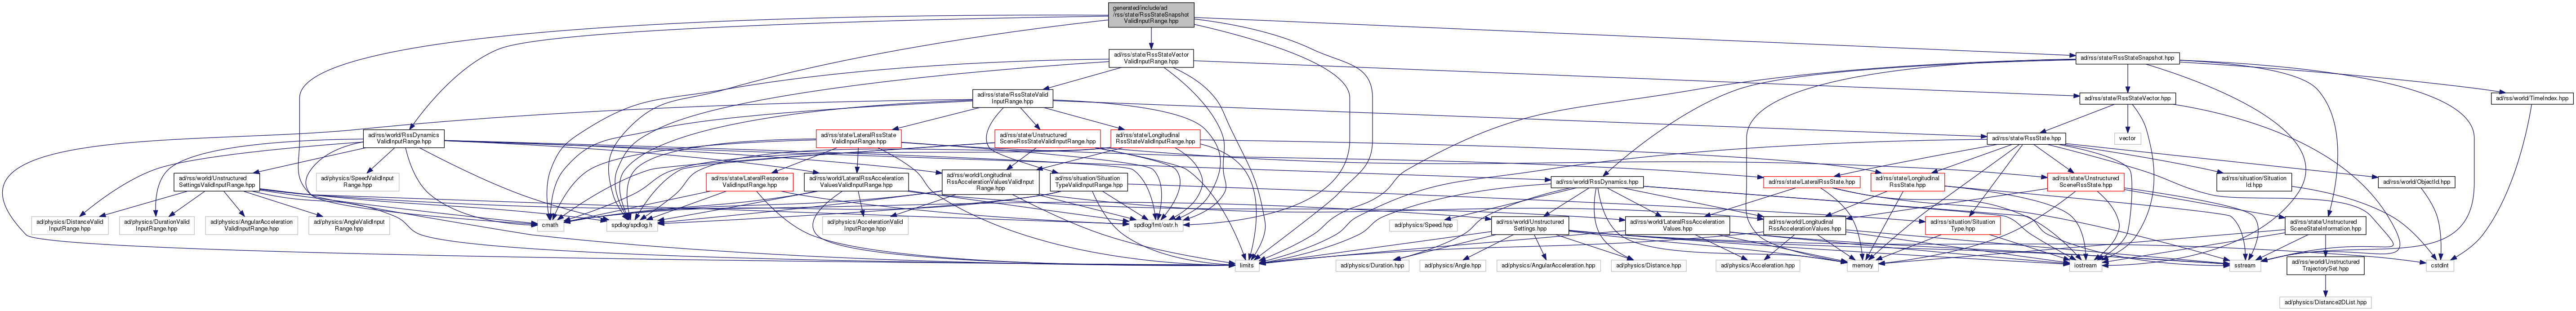 generated/include/ad
/rss/state/RssStateSnapshot
ValidInputRange.hpp
ad/rss/state/RssStateVector
ValidInputRange.hpp
ad/rss/state/RssStateSnapshot.hpp
ad/rss/state/RssStateValid
InputRange.hpp
ad/rss/state/RssStateVector.hpp
ad/rss/world/TimeIndex.hpp
ad/rss/world/RssDynamics
ValidInputRange.hpp
ad/rss/state/LateralRssState
ValidInputRange.hpp
ad/rss/state/Unstructured
SceneRssStateValidInputRange.hpp
ad/rss/state/Longitudinal
RssStateValidInputRange.hpp
ad/rss/state/RssState.hpp
vector
ad/rss/world/Unstructured
SettingsValidInputRange.hpp
ad/physics/SpeedValidInput
Range.hpp
ad/rss/state/LateralResponse
ValidInputRange.hpp
ad/rss/world/LateralRssAcceleration
ValuesValidInputRange.hpp
ad/rss/world/Longitudinal
RssAccelerationValuesValidInput
Range.hpp
ad/rss/situation/Situation
TypeValidInputRange.hpp
ad/rss/world/RssDynamics.hpp
ad/rss/state/LateralRssState.hpp
ad/rss/state/Longitudinal
RssState.hpp
ad/rss/state/Unstructured
SceneRssState.hpp
ad/rss/situation/Situation
Id.hpp
ad/rss/world/ObjectId.hpp
ad/physics/DistanceValid
InputRange.hpp
ad/physics/DurationValid
InputRange.hpp
ad/physics/AngularAcceleration
ValidInputRange.hpp
ad/physics/AngleValidInput
Range.hpp
cmath
spdlog/spdlog.h
ad/physics/AccelerationValid
InputRange.hpp
spdlog/fmt/ostr.h
ad/physics/Speed.hpp
ad/rss/world/Unstructured
Settings.hpp
ad/rss/world/LateralRssAcceleration
Values.hpp
ad/rss/world/Longitudinal
RssAccelerationValues.hpp
ad/rss/situation/Situation
Type.hpp
ad/rss/state/Unstructured
SceneStateInformation.hpp
limits
ad/physics/Duration.hpp
ad/physics/Angle.hpp
ad/physics/AngularAcceleration.hpp
ad/physics/Distance.hpp
ad/physics/Acceleration.hpp
memory
iostream
sstream
ad/rss/world/Unstructured
TrajectorySet.hpp
cstdint
ad/physics/Distance2DList.hpp